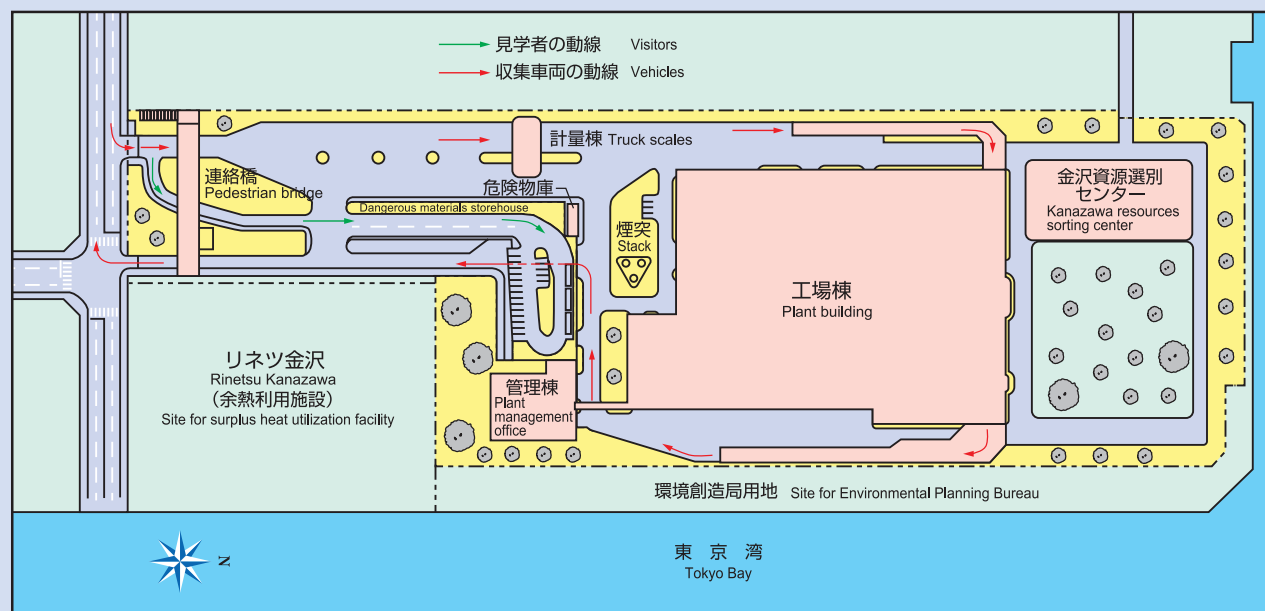 見学者の動線 Visitors
収集車両の動線 Vehicles
計量棟 Truck scales
連絡橋
Pedestrian bridge
危険物庫
Dangerous materials storehouse
煙突
Stack
金沢資源選別
センター
Kanazawa resources
sorting center
工場棟
Plant building
リネツ金沢
Rinetsu Kanazawa
（余熱利用施設）
Site for surplus heat utilization facility
管理棟
Plant
management
office
環境創造局用地 Site for Environmental Planning Bureau
N
東京湾
Tokyo Bay